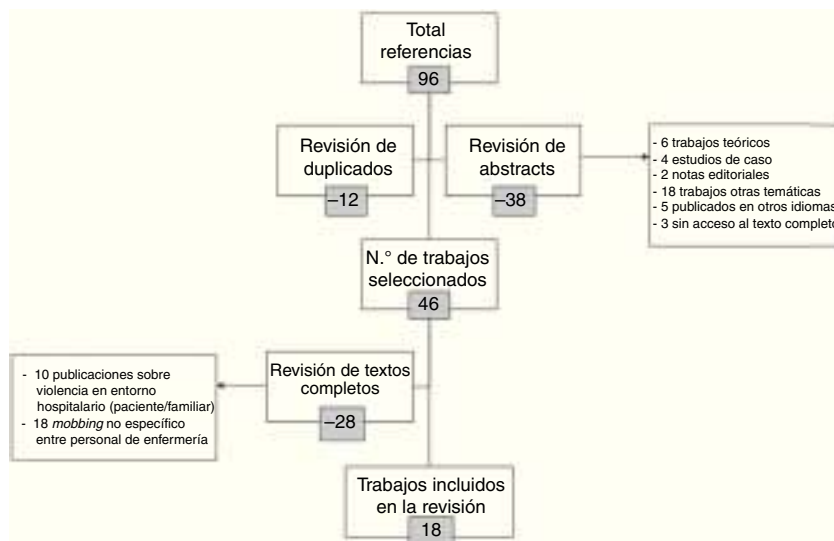 Total
referencias
96
Revisión de
duplicados
–12
Revisión de
abstracts
–38
- 6 trabajos teóricos
- 4 estudios de caso
- 2 notas editoriales
- 18 trabajos otras temáticas
- 5 publicados en otros idiomas
- 3 sin acceso al texto completo
N.° de trabajos
seleccionados
46
- 10 publicaciones sobre
violencia en entorno
hospitalario (paciente/familiar)
- 18 mobbing no específico
entre personal de enfermería
Revisión de textos
completos
–28
Trabajos incluidos
en la revisión
18